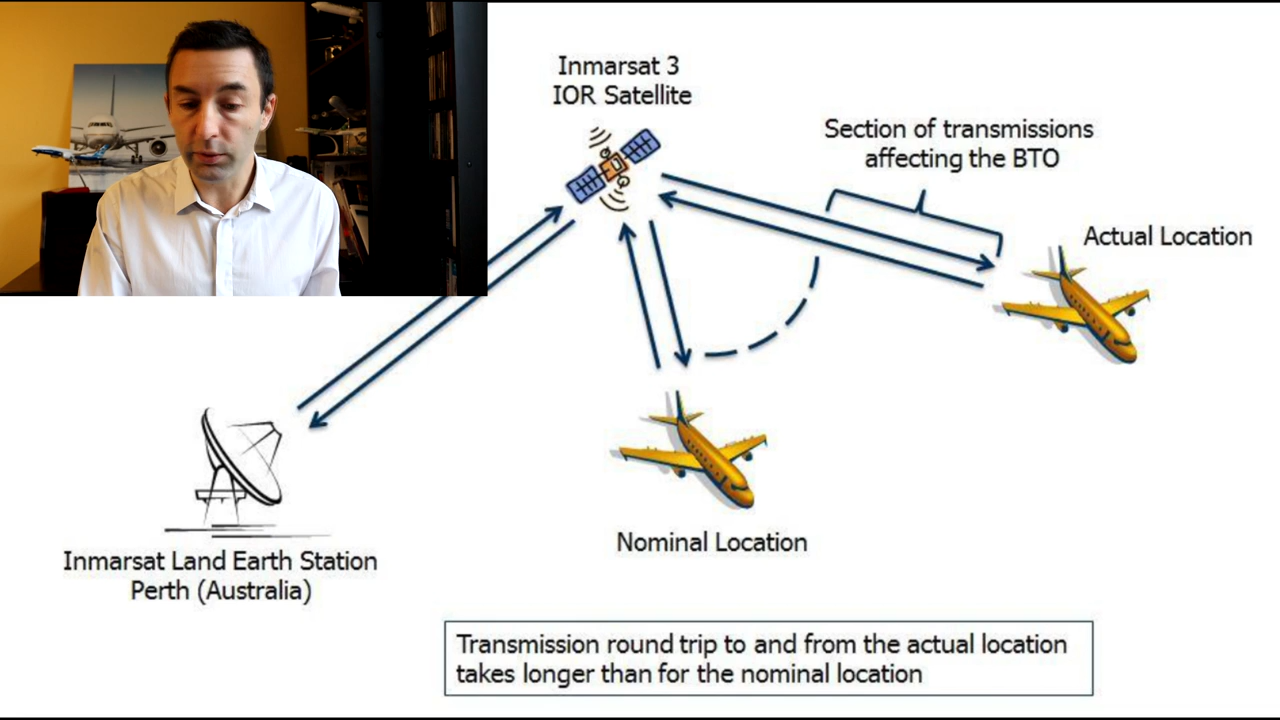 Inmarsat 3
IOR Satellite
Section of transmissions
affecting the BTO
Actual Location
Nominal Location
Inmarsat Land Earth Station
Perth (Australia)
Transmission round trip to and from the actual location
takes longer than for the nominal location